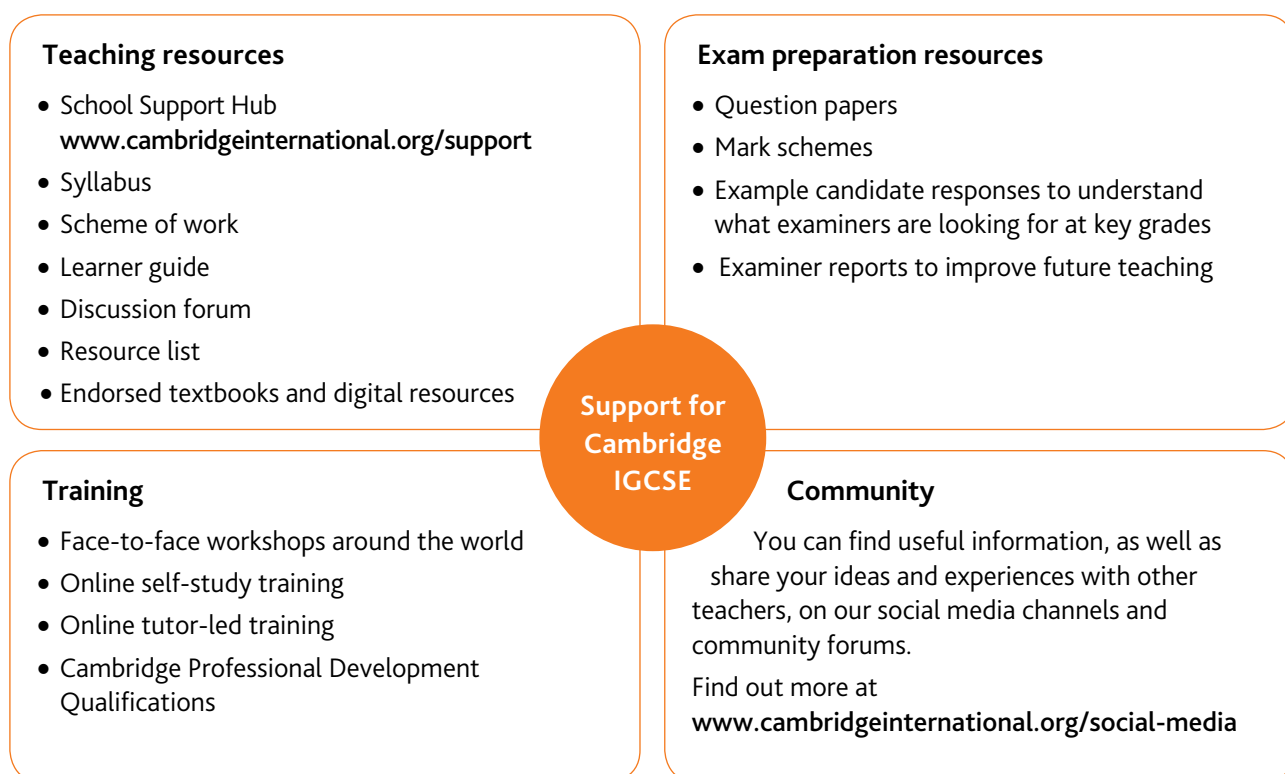 Teaching resources
• School Support Hub
www.cambridgeinternational.org/support
• Syllabus
• Scheme of work
• Learner guide
• Discussion forum
• Resource list
• Endorsed textbooks and digital resources
Exam preparation resources
• Question papers
• Mark schemes
• Example candidate responses to understand
what examiners are looking for at key grades
• Examiner reports to improve future teaching
Support for
Cambridge
IGCSE
Training
• Face-to-face workshops around the world
• Online self-study training
• Online tutor-led training
• Cambridge Professional Development
Qualifications
Community
You can find useful information, as well as
share your ideas and experiences with other
teachers, on our social media channels and
community forums.
Find out more at
www.cambridgeinternational.org/social-media